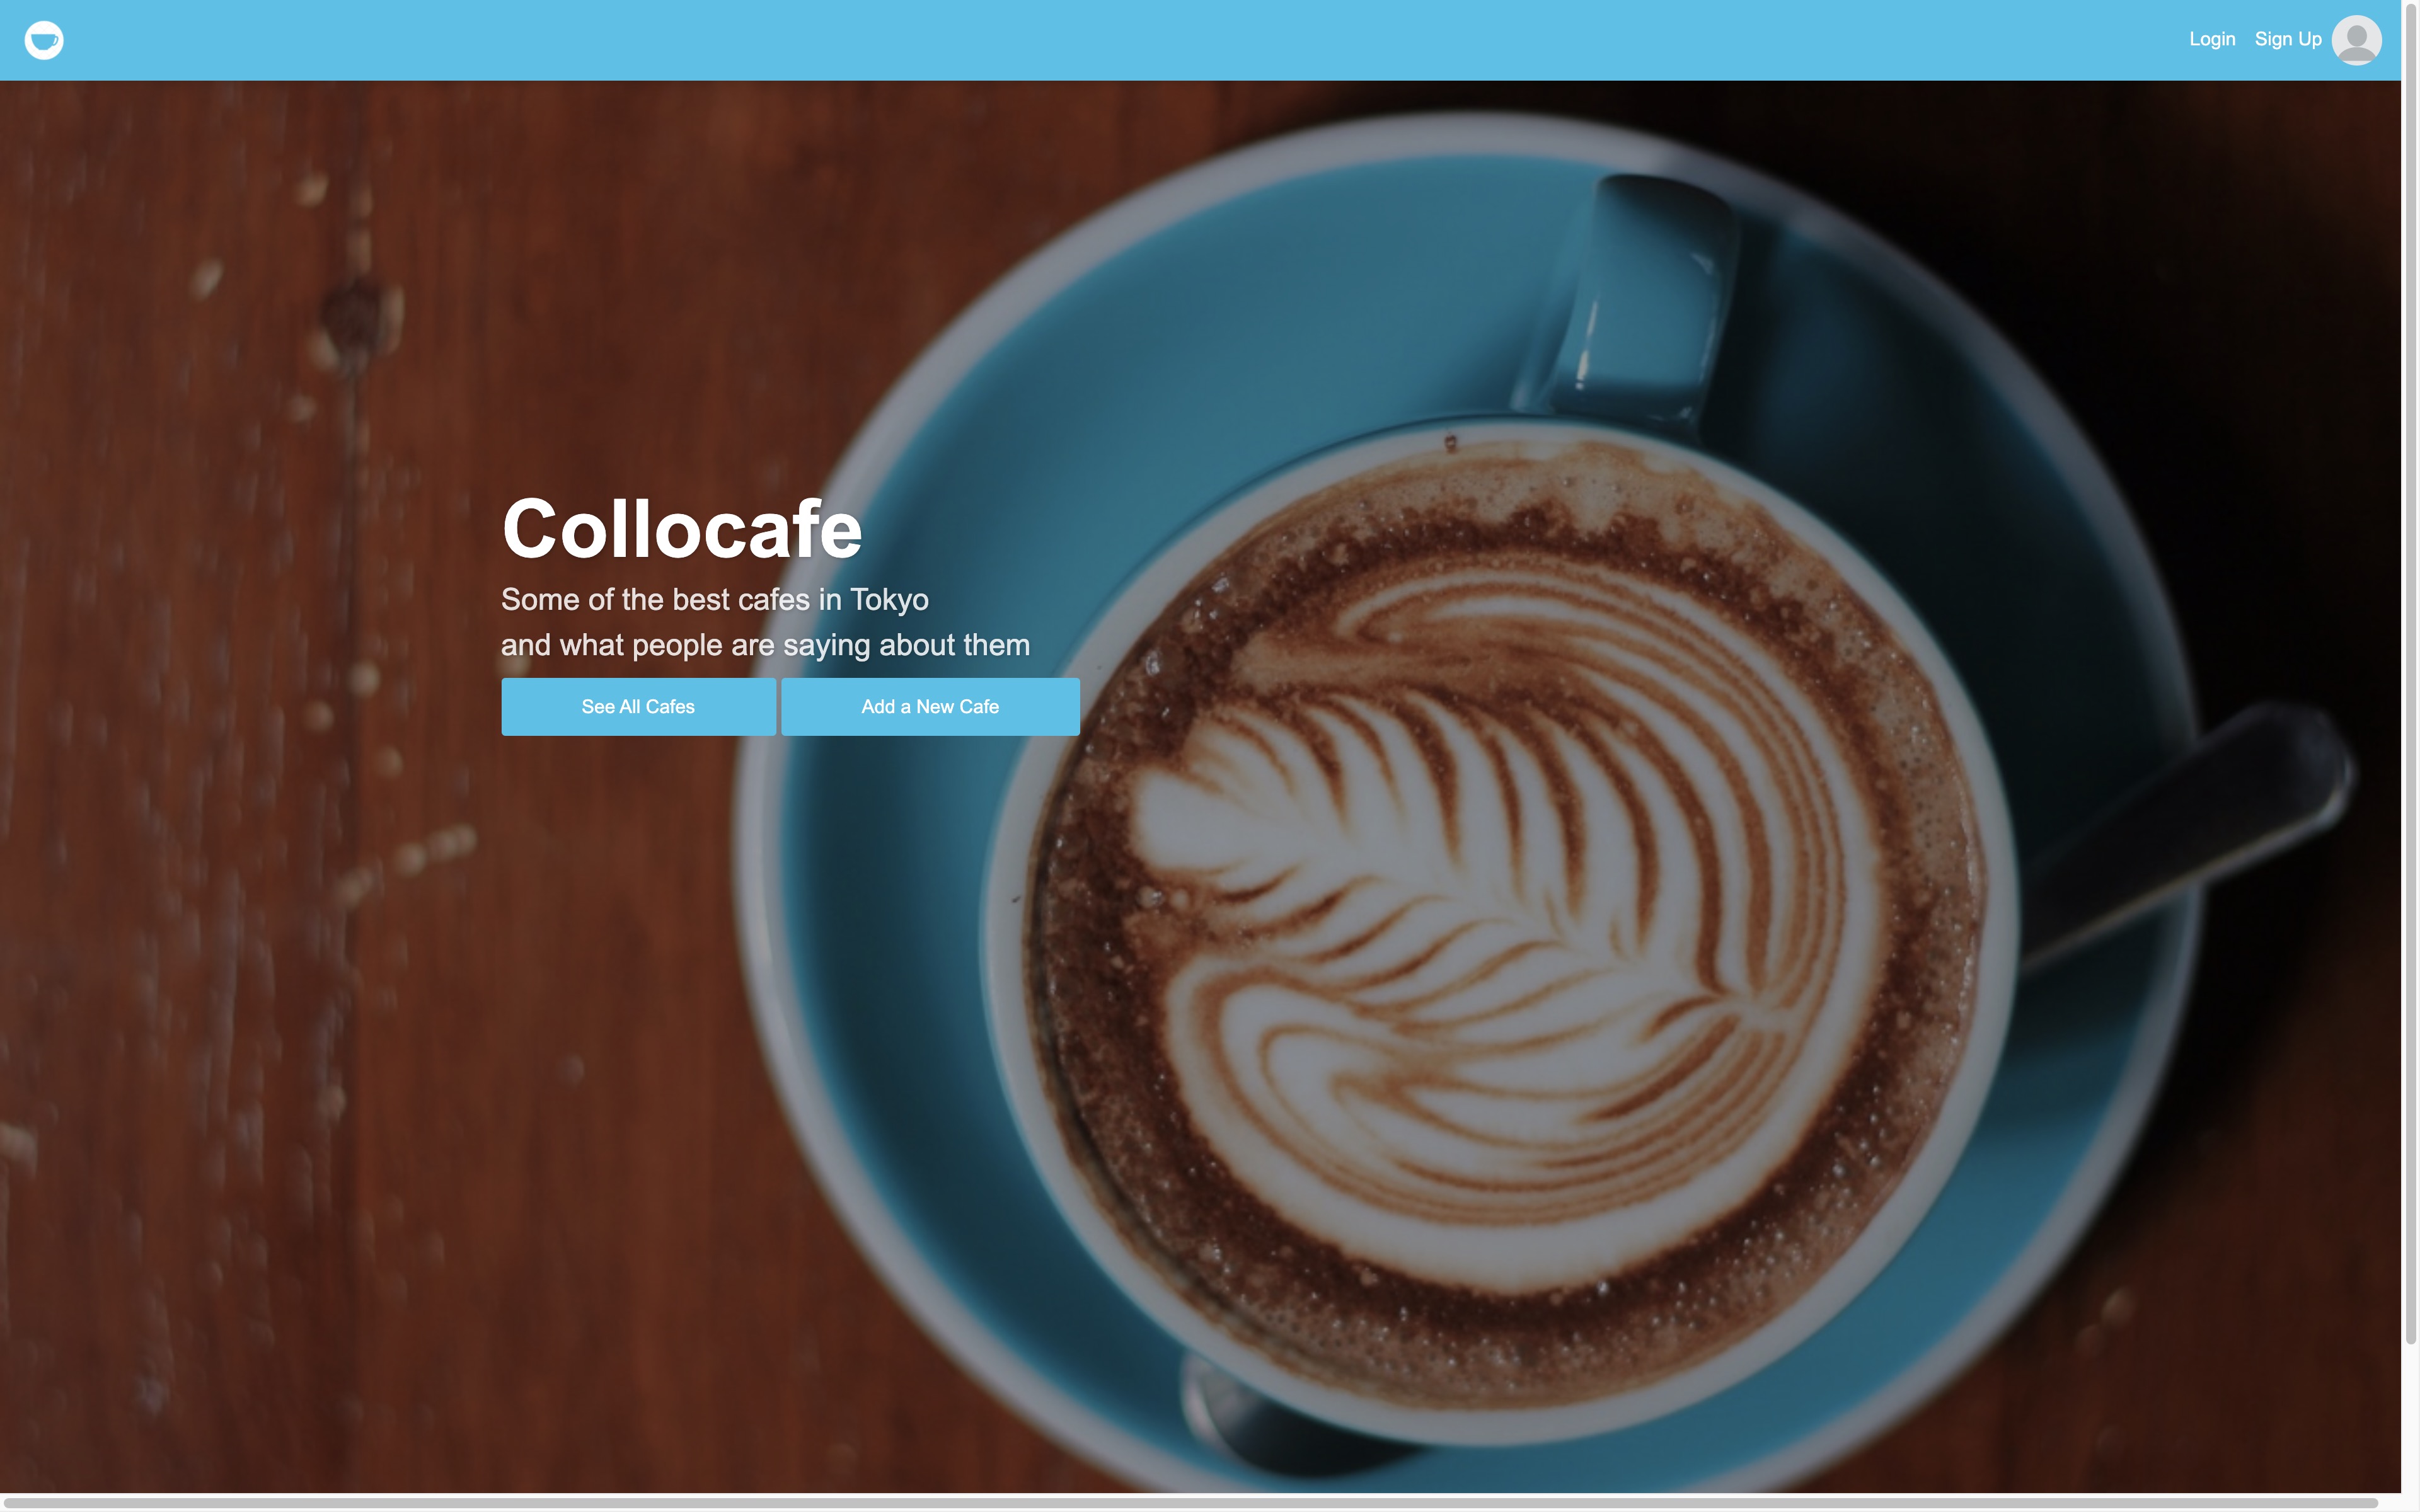 Login Sign Up
Collocafe
Some of the best cafes in Tokyo
and what people are saying about them
See All Cafes Add a New Cafe